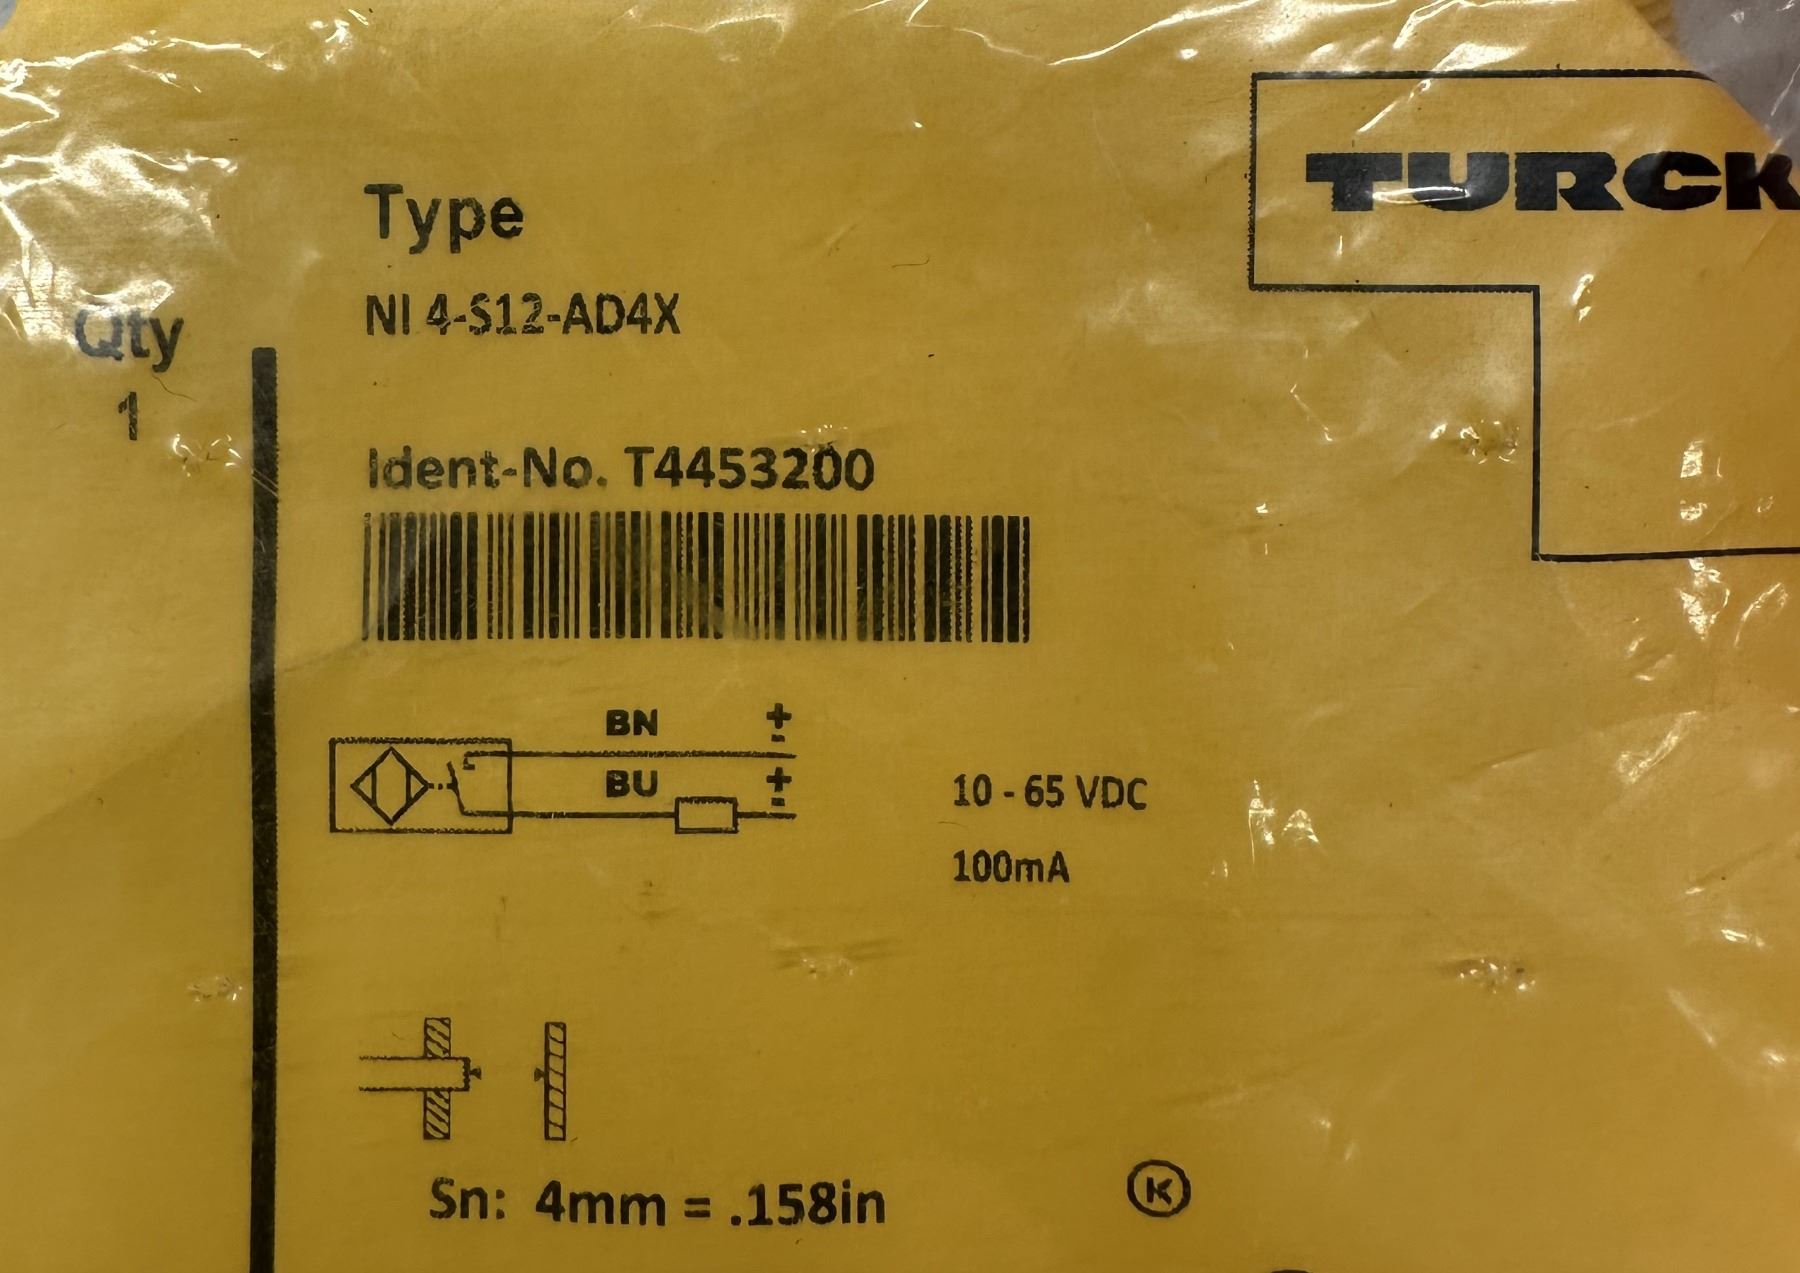 TURCK
Type
NI 4-S12-AD4X
Qty
1
Ident-No. T4453200
BN + -
BU + -
10 - 65 VDC
100mA
Sn: 4mm = .158in
K